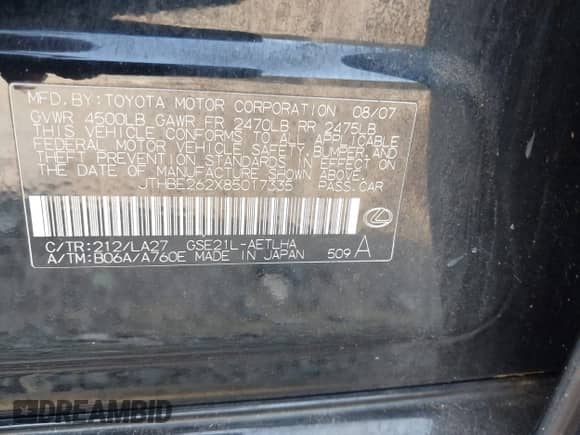 MFD. BY: TOYOTA MOTOR CORPORATION 08/07
GVWR 4500LB GAWR FR 2470LB RR 2475LB
THIS VEHICLE CONFORMS TO ALL APPLICABLE
FEDERAL MOTOR VEHICLE SAFETY, BUMPER, AND
THEFT PREVENTION STANDARDS IN EFFECT ON
THE DATE OF MANUFACTURE SHOWN ABOVE.
JTHBE262X85017335 PASS. CAR
C/TR: 212/LA27 GSE21L-AETLHA
A/TM: B06A/A760E MADE IN JAPAN 509 A
DREAMBID